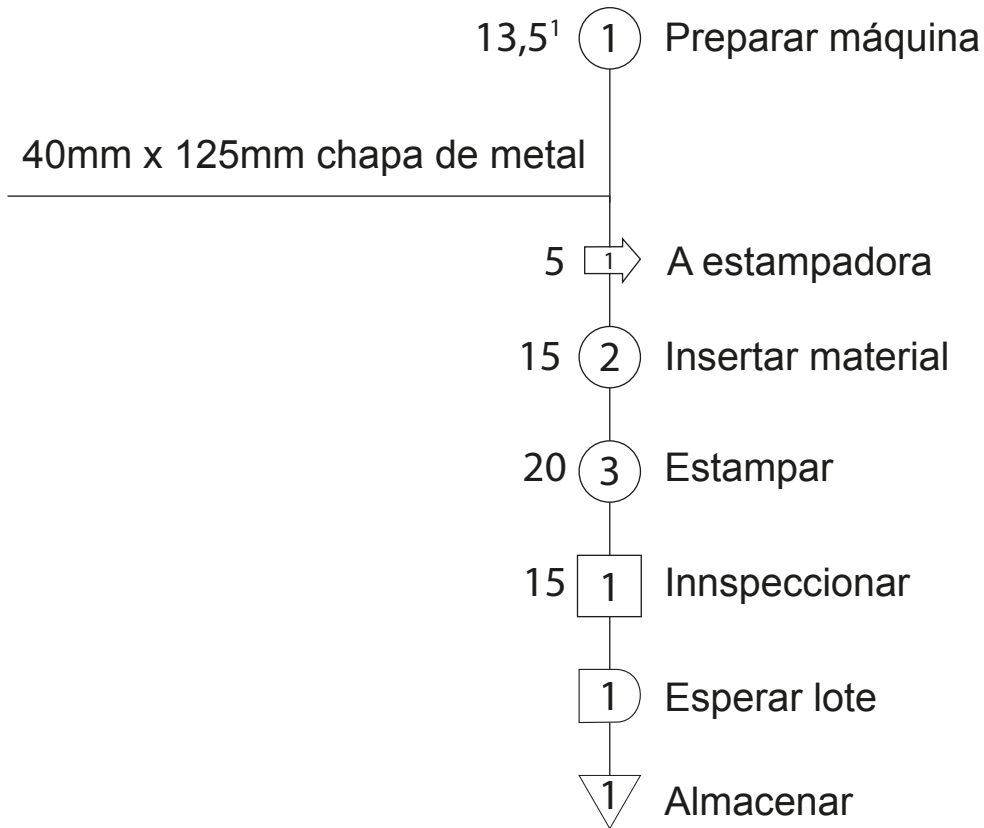 13,5¹ 1 Preparar máquina
40mm x 125mm chapa de metal
5 1 A estampadora
15 2 Insertar material
20 3 Estampar
15 1 Innspeccionar
1 Esperar lote
1 Almacenar